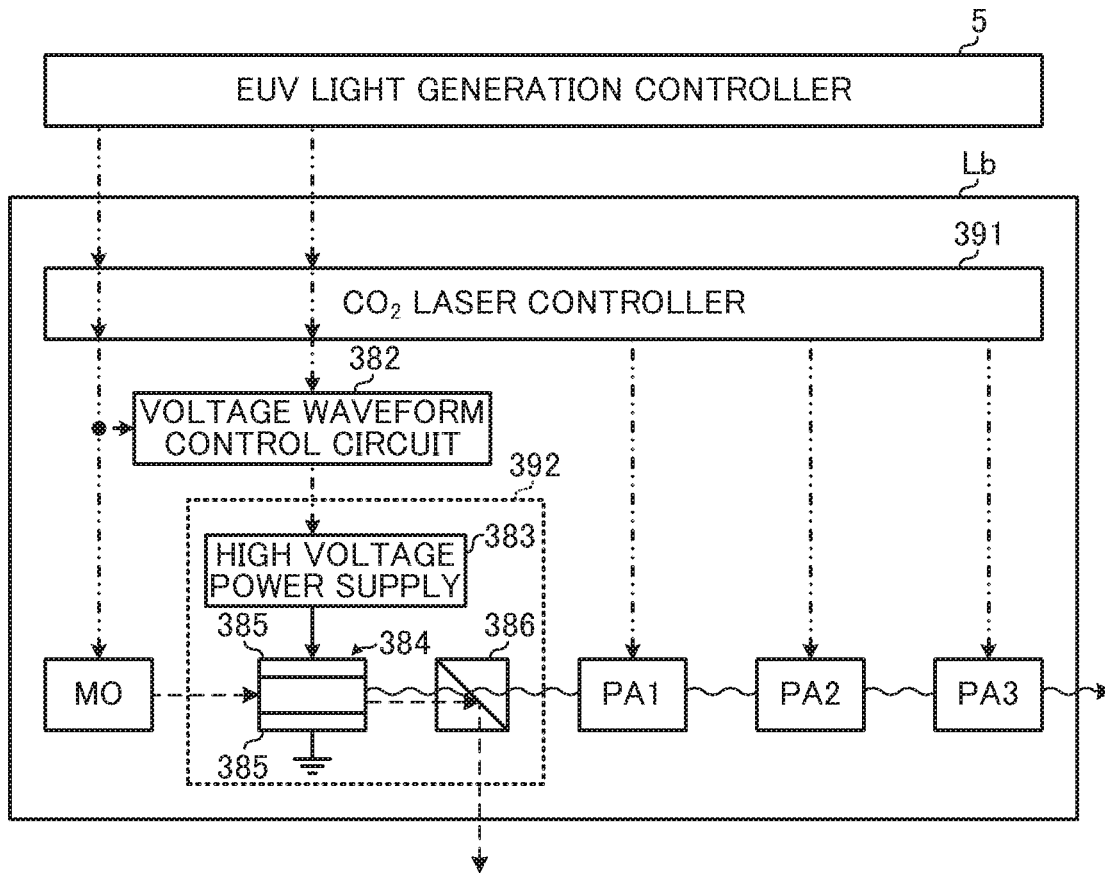 5
EUV LIGHT GENERATION CONTROLLER
Lb
391
CO₂ LASER CONTROLLER
382
VOLTAGE WAVEFORM
CONTROL CIRCUIT
392
383
HIGH VOLTAGE
POWER SUPPLY
385
384
386
MO
PA1
PA2
PA3
385